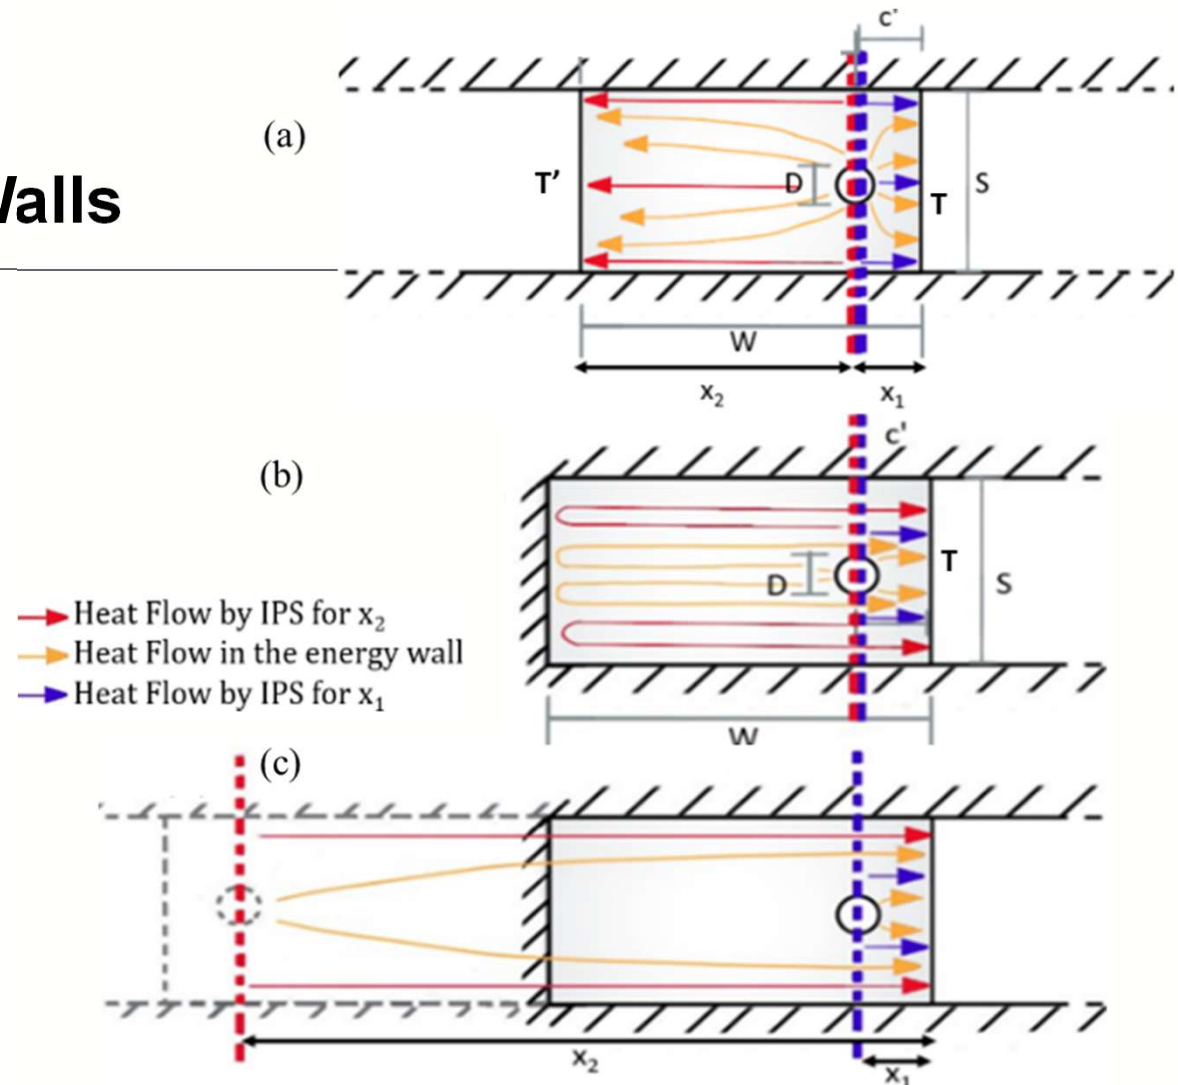 c'
(a)
T’
D
S
T
Walls
W
x₂
x₁
c'
(b)
T
D
S
Heat Flow by IPS for x₂
Heat Flow in the energy wall
Heat Flow by IPS for x₁
W
(c)
x₂
x₁